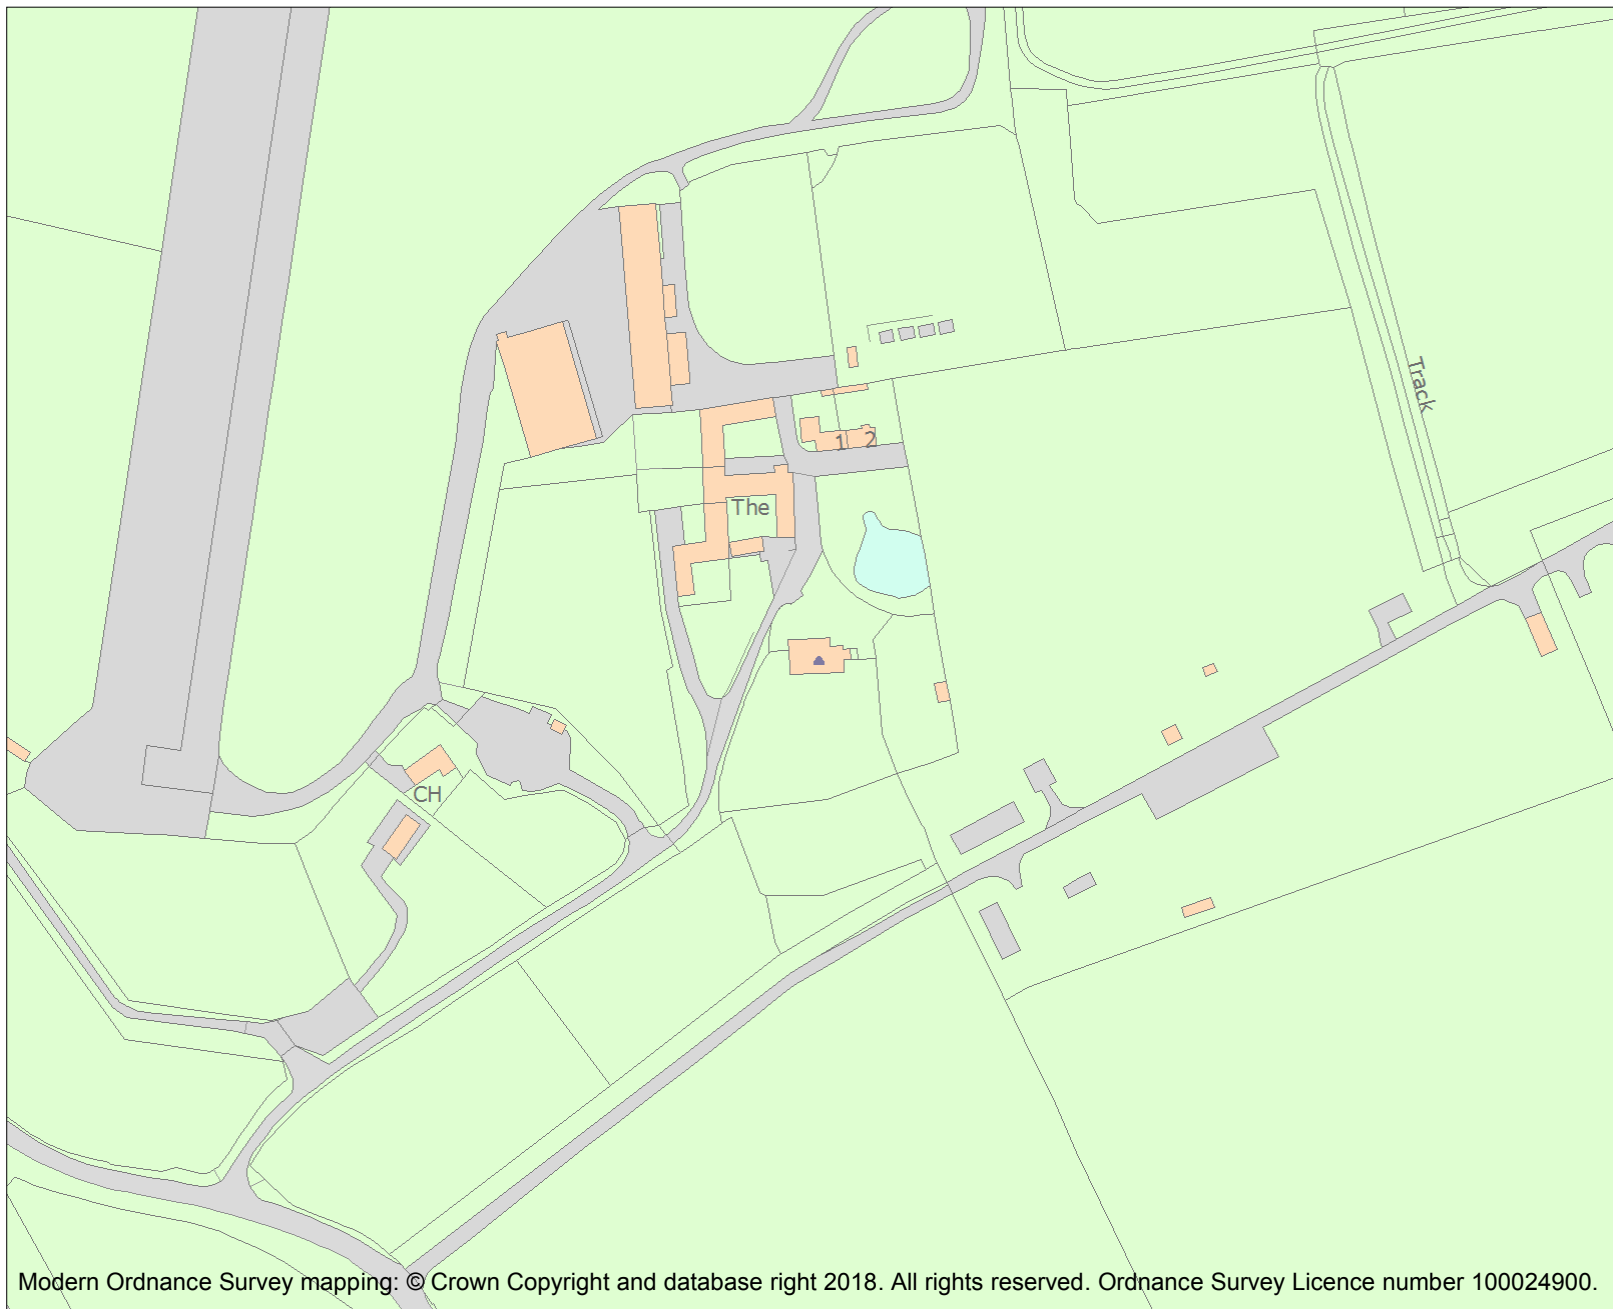 Track
1 2
The
CH
Modern Ordnance Survey mapping: © Crown Copyright and database right 2018. All rights reserved. Ordnance Survey Licence number 100024900.